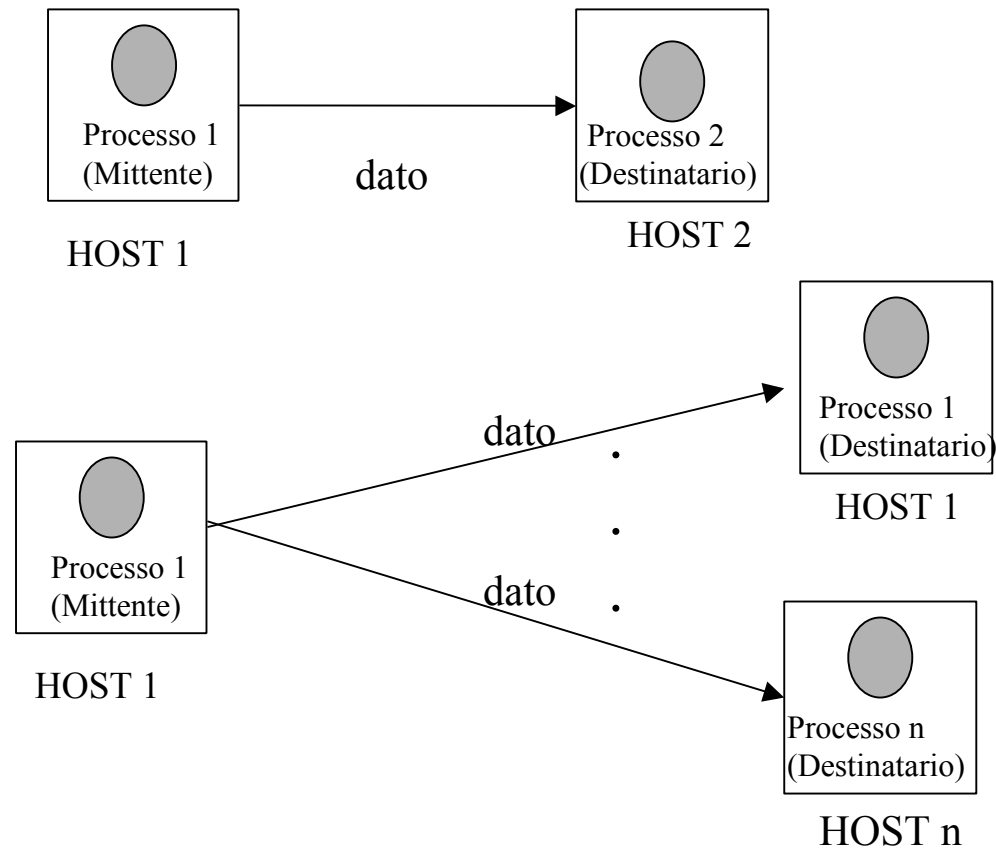 Processo 1
(Mittente)
HOST 1
dato
Processo 2
(Destinatario)
HOST 2
Processo 1
(Mittente)
HOST 1
dato
dato
Processo 1
(Destinatario)
HOST 1
Processo n
(Destinatario)
HOST n